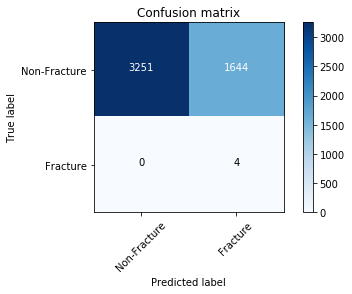 Confusion matrix
True label
Non-Fracture
3251 1644
Fracture
0 4
Non-Fracture
Fracture
Predicted label
3000
2500
2000
1500
1000
500
0